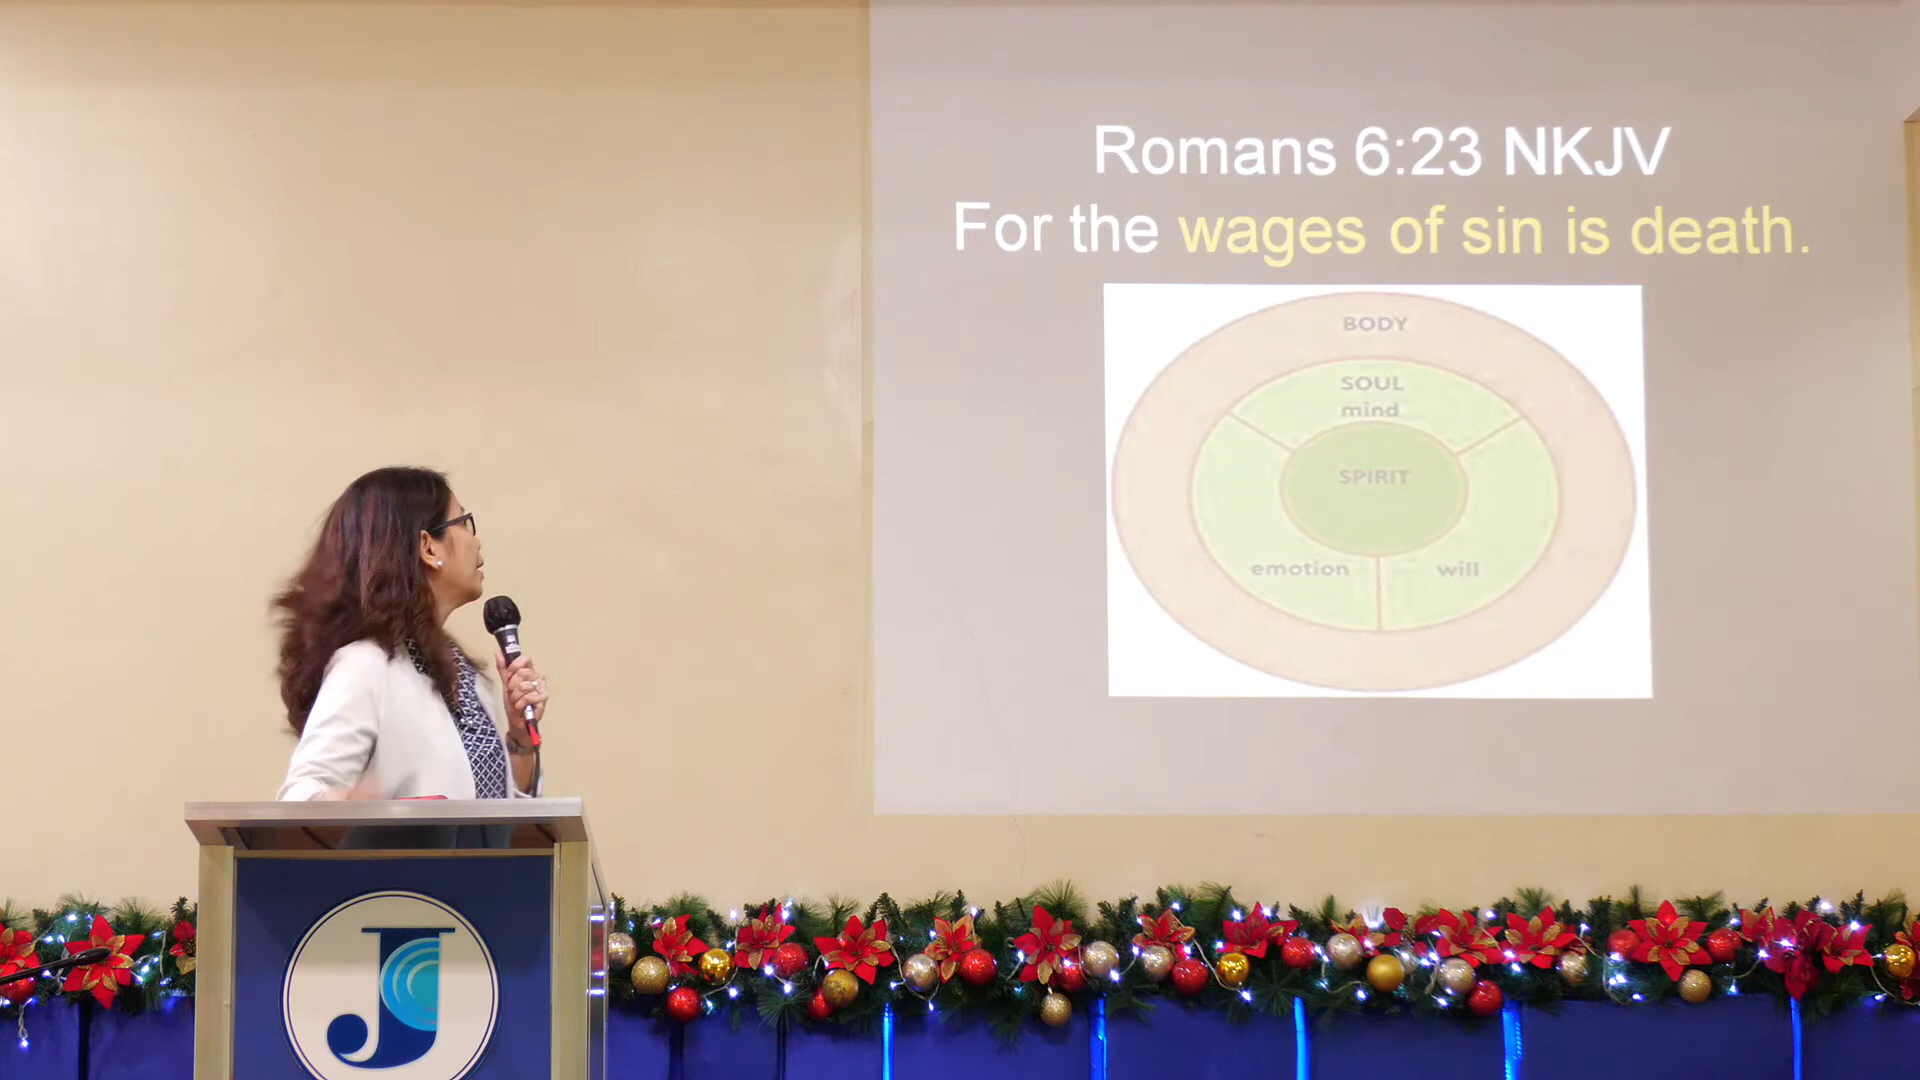 Romans 6:23 NKJV
For the wages of sin is death.
BODY
SOUL
mind
SPIRIT
emotion
will
J